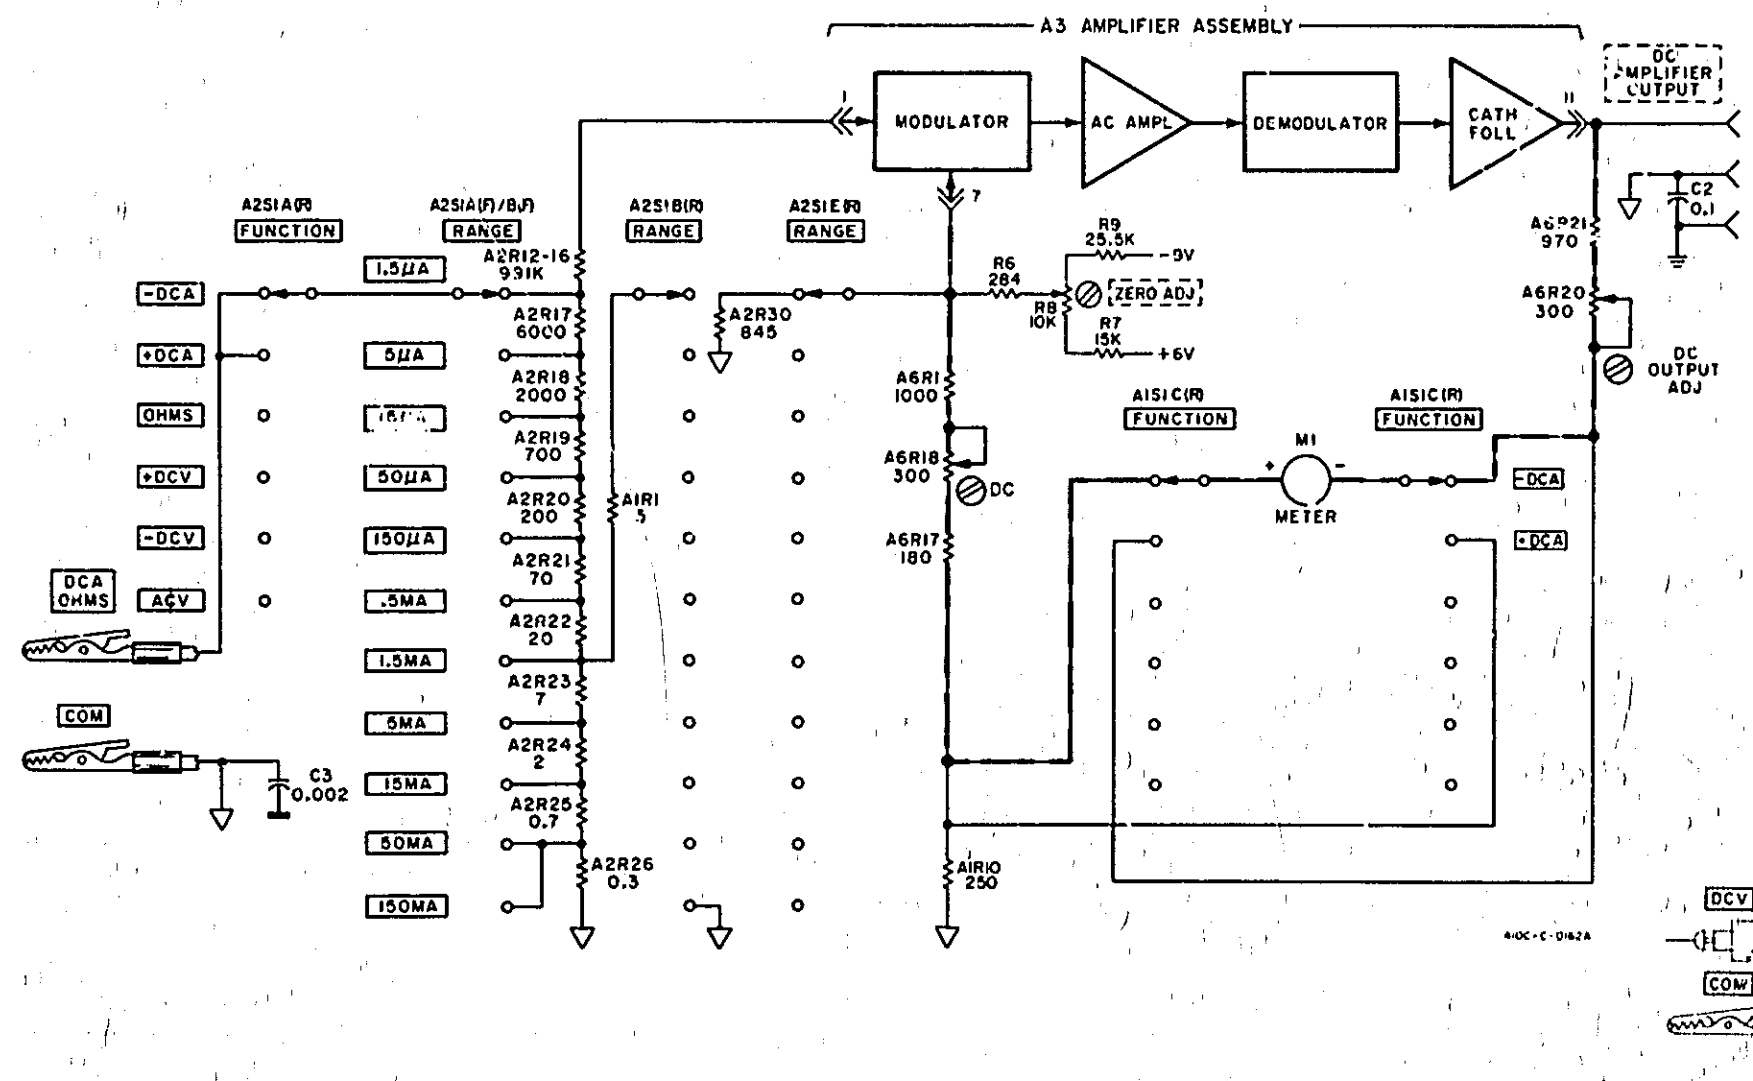 A3 AMPLIFIER ASSEMBLY
DC
AMPLIFIER
OUTPUT
1
MODULATOR
AC AMPL
DEMODULATOR
CATH
FOLL
11
7
C2
0.1
A2S1A(R)
FUNCTION
A2S1A(F)/B(F)
RANGE
A2S1B(R)
RANGE
A2S1E(R)
RANGE
R9
25.5K
-9V
A6R21
970
A2R12-16
991K
1.5µA
R6
284
ZERO ADJ
R8
10K
R7
15K
+6V
A6R20
300
-DCA
A2R17
6000
A2R30
845
+DCA
5µA
A2R18
2000
A6R1
1000
DC
OUTPUT
ADJ
OHMS
A2R19
700
A1S1C(R)
FUNCTION
A1S1C(R)
FUNCTION
M1
+
-
METER
A6R18
300
DC
+DCV
50µA
A2R20
200
A1R1
-DCA
+DCA
-DCV
150µA
A2R21
70
A6R17
180
DCA
OHMS
ACV
.5MA
A2R22
20
1.5MA
A2R23
7
COM
5MA
A2R24
2
C3
0.002
15MA
A2R25
0.7
50MA
A2R26
0.3
A1R10
250
150MA
DCV
COM